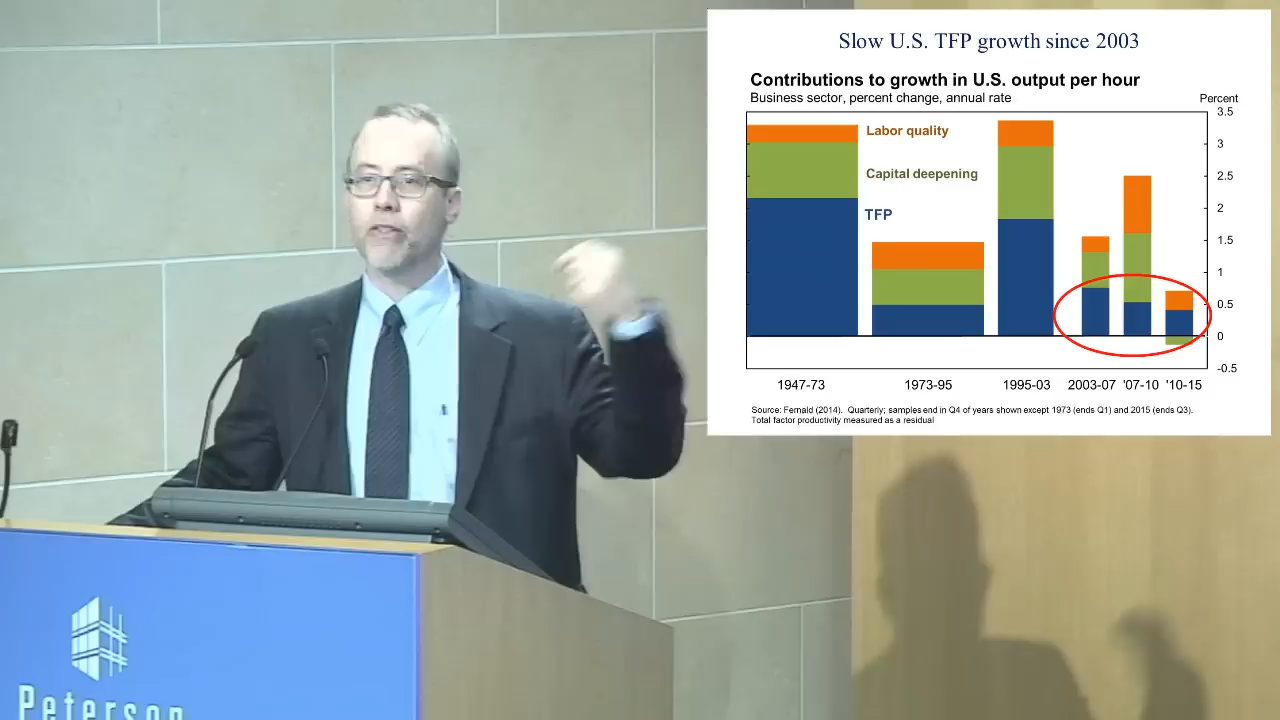 Slow U.S. TFP growth since 2003
Contributions to growth in U.S. output per hour
Business sector, percent change, annual rate
Percent
Labor quality
Capital deepening
TFP
3.5
3
2.5
2
1.5
1
0.5
0
-0.5
1947-73 1973-95 1995-03 2003-07 '07-10 '10-15
Source: Fernald (2014). Quarterly; samples end in Q4 of years shown except 1973 (ends Q1) and 2015 (ends Q3).
Total factor productivity measured as a residual
Peterson